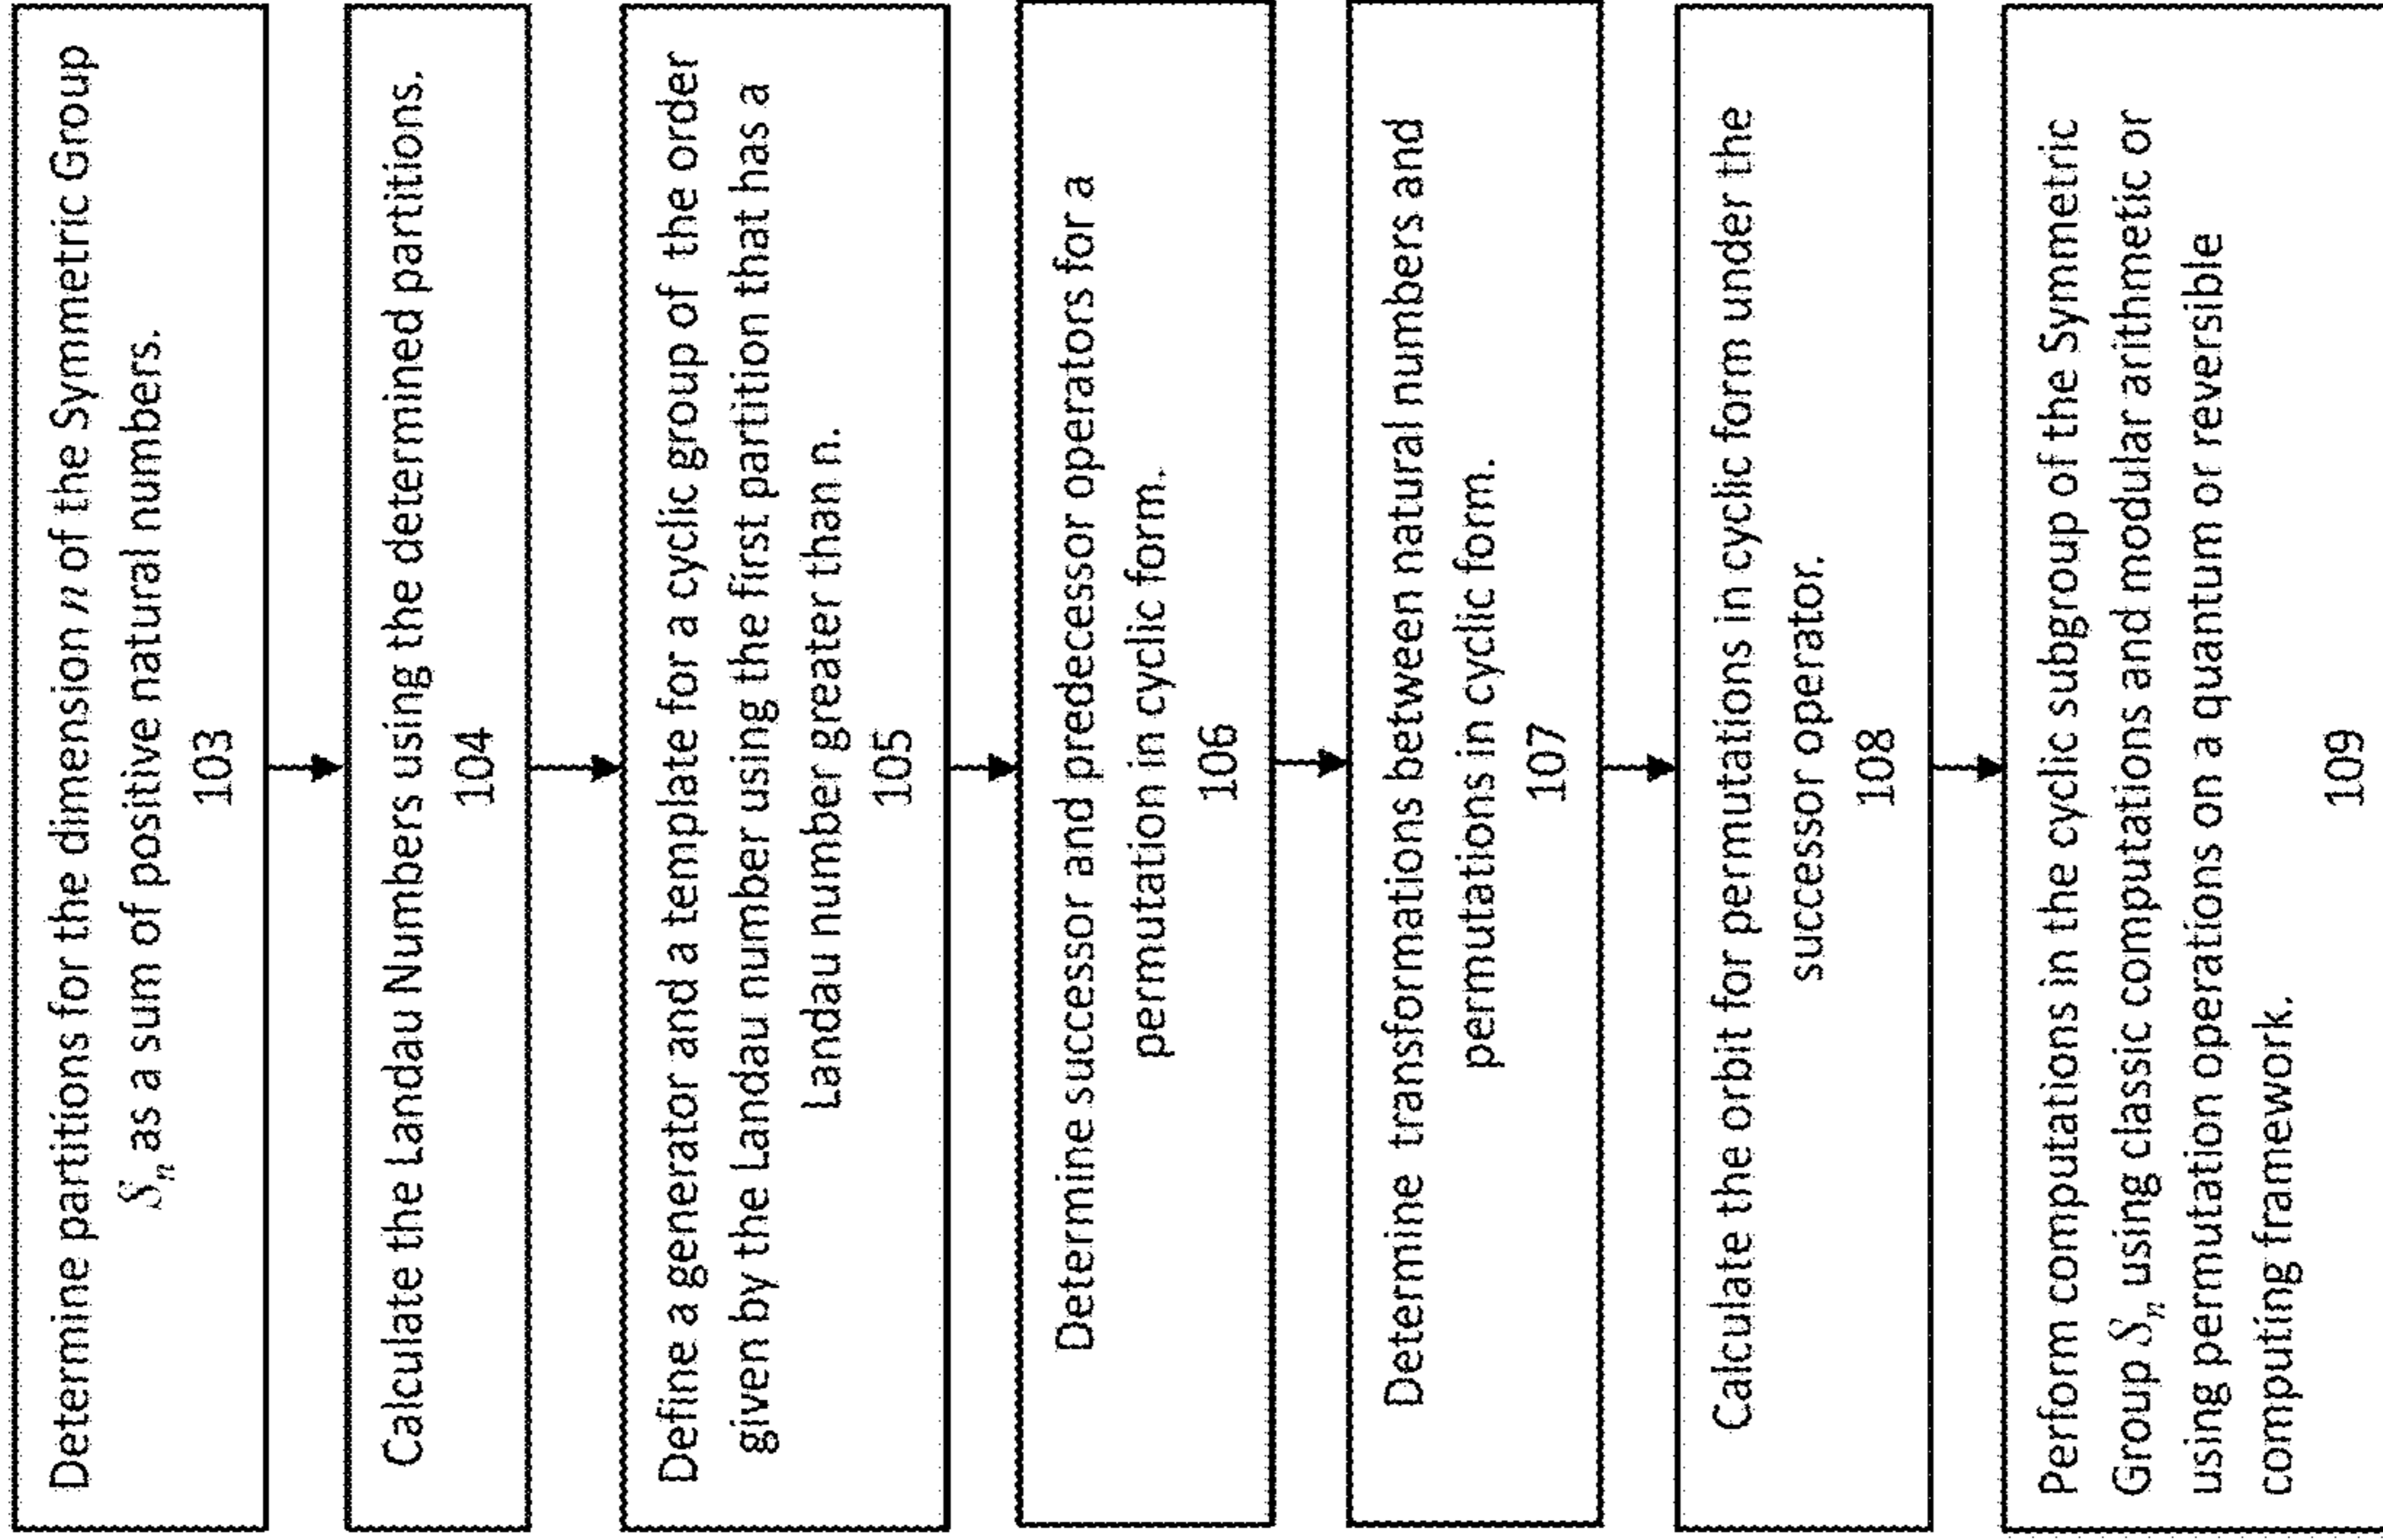 Determine partitions for the dimension n of the Symmetric Group
Sn as a sum of positive natural numbers.
103
Calculate the Landau Numbers using the determined partitions.
104
Define a generator and a template for a cyclic group of the order
given by the Landau number using the first partition that has a
Landau number greater than n.
105
Determine successor and predecessor operators for a
permutation in cyclic form.
106
Determine transformations between natural numbers and
permutations in cyclic form.
107
Calculate the orbit for permutations in cyclic form under the
successor operator.
108
Perform computations in the cyclic subgroup of the Symmetric
Group Sn using classic computations and modular arithmetic or
using permutation operations on a quantum or reversible
computing framework.
109